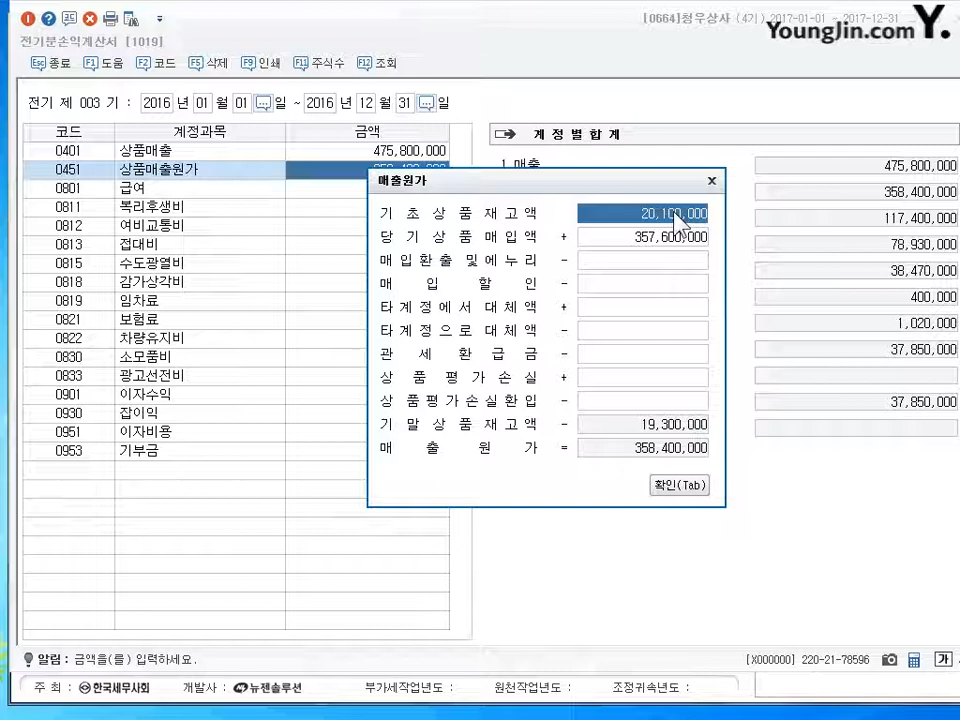 [0664]청우상사 (4기) 2017-01-01 ~ 2017-12-31
YoungJin.com Y.
전기분손익계산서 [1019]
Esc 종료 F1 도움 F2 코드 F5 삭제 F9 인쇄 F11 주식수 F12 조회
전기 제 003 기 : 2016 년 01 월 01 일 ~ 2016 년 12 월 31 일
코드 계정과목 금액
계 정 별 합 계
0401 상품매출 475,800,000
1.매출 475,800,000
0451 상품매출원가
358,400,000
0801 급여
117,400,000
0811 복리후생비
0812 여비교통비
78,930,000
0813 접대비
0815 수도광열비
38,470,000
0818 감가상각비
400,000
0819 임차료
0821 보험료
1,020,000
0822 차량유지비
37,850,000
0830 소모품비
0833 광고선전비
0901 이자수익
37,850,000
0930 잡이익
0951 이자비용
0953 기부금
매출원가 x
기 초 상 품 재 고 액 20,100,000
당 기 상 품 매 입 액 + 357,600,000
매 입 환 출 및 에 누 리 -
매 입 할 인 -
타 계 정 에 서 대 체 액 +
타 계 정 으 로 대 체 액 -
관 세 환 급 금 -
상 품 평 가 손 실 +
상 품 평 가 손 실 환 입 -
기 말 상 품 재 고 액 - 19,300,000
매 출 원 가 = 358,400,000
확인(Tab)
알림 : 금액을(를) 입력하세요.
[X000000] 220-21-78596 가
주 최 : 한국세무사회 개발사 : 뉴젠솔루션 부가세작업년도 : 원천작업년도 : 조정귀속년도 :